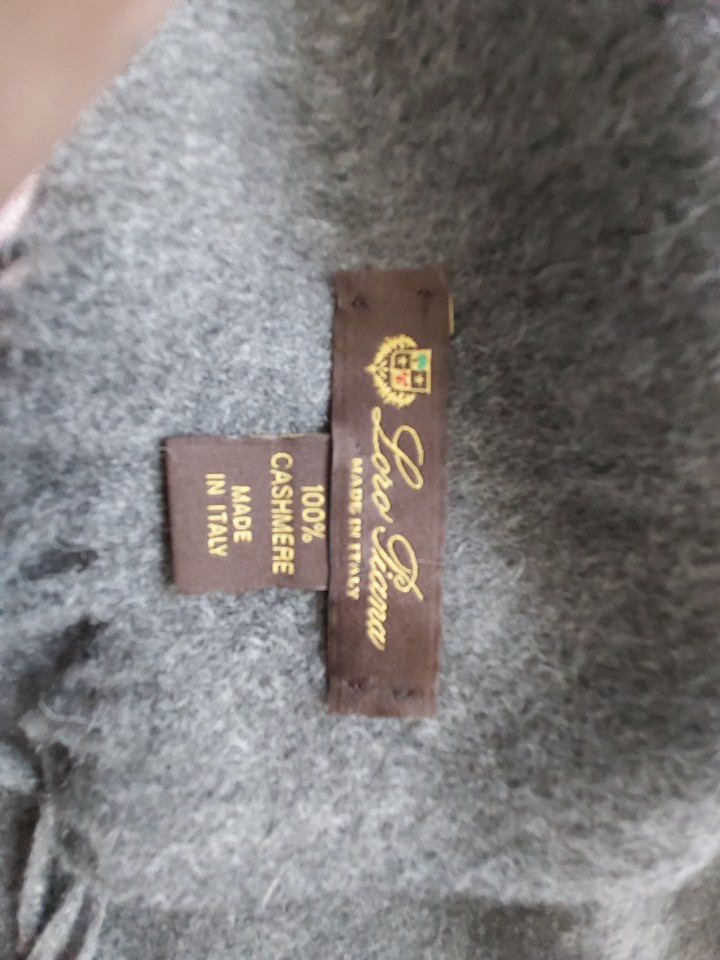 Loro Piana
MADE IN ITALY
100%
CASHMERE
MADE
IN ITALY